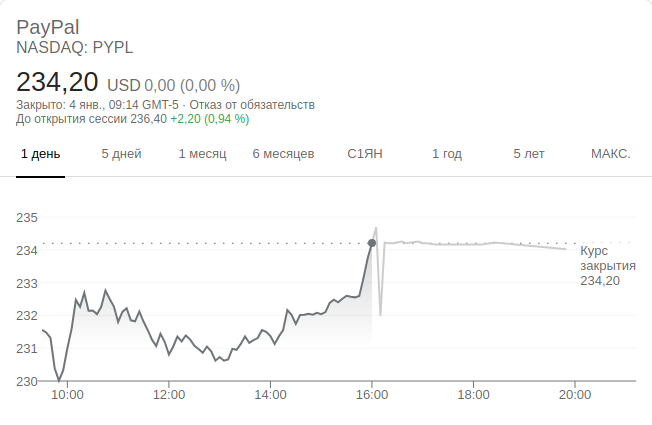 PayPal
NASDAQ: PYPL
234,20 USD 0,00 (0,00 %)
Закрыто: 4 янв., 09:14 GMT-5 · Отказ от обязательств
До открытия сессии 236,40 +2,20 (0,94 %)
1 день 5 дней 1 месяц 6 месяцев С1ЯН 1 год 5 лет МАКС.
235
234
233
232
231
230
Курс
закрытия
234,20
10:00 12:00 14:00 16:00 18:00 20:00